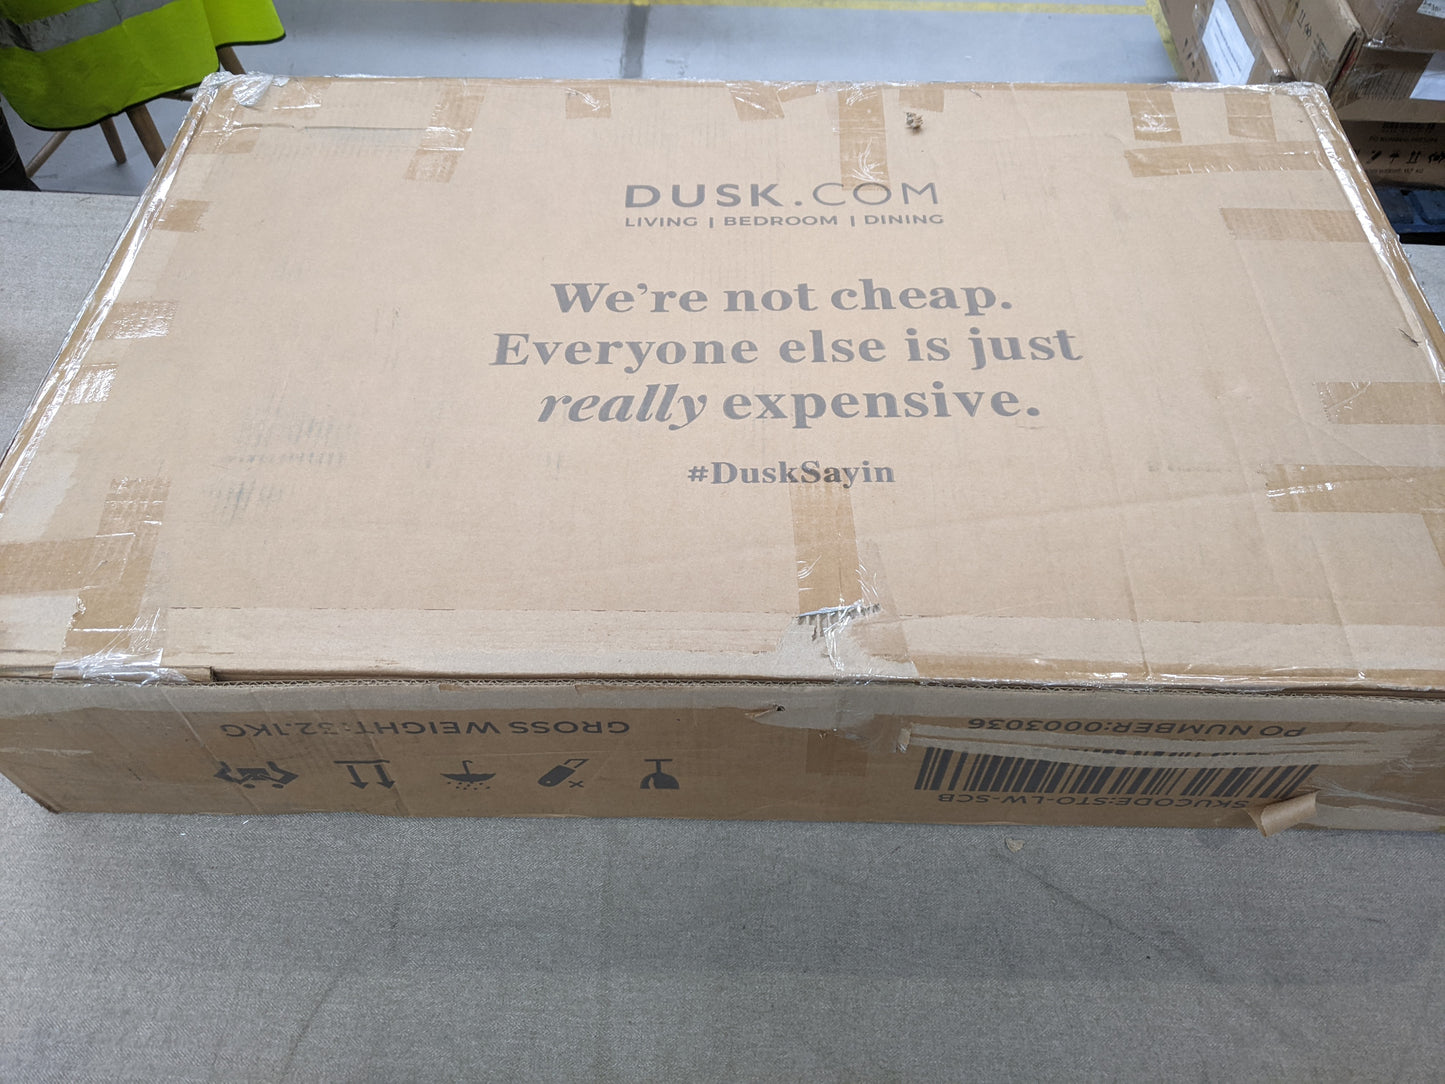 DUSK.COM
LIVING | BEDROOM | DINING
We're not cheap.
Everyone else is just
really expensive.
#DuskSayin
GROSS WEIGHT:32.1KG
PO NUMBER:0003036
SKUCODE:STO-LW-SCB